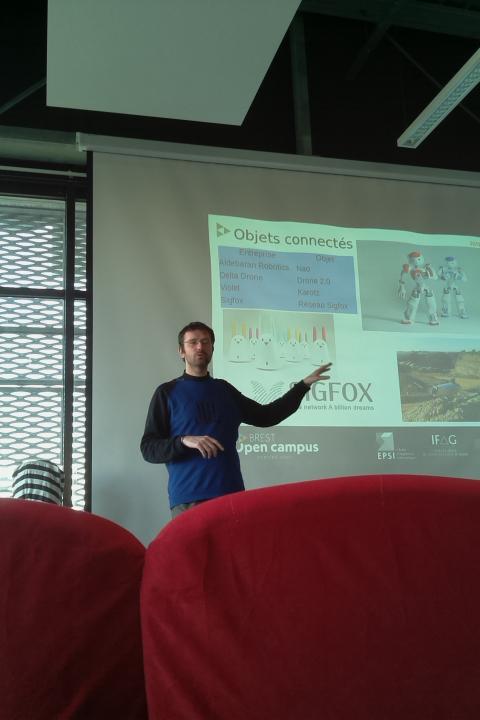 Objets connectés
Entreprise Objet
Aldebaran Robotics Nao
Delta Drone Drone 2.0
Violet Karotz
Sigfox Réseau Sigfox
SIGFOX
network A billion dreams
BREST
Open campus
EPSI
IFAG